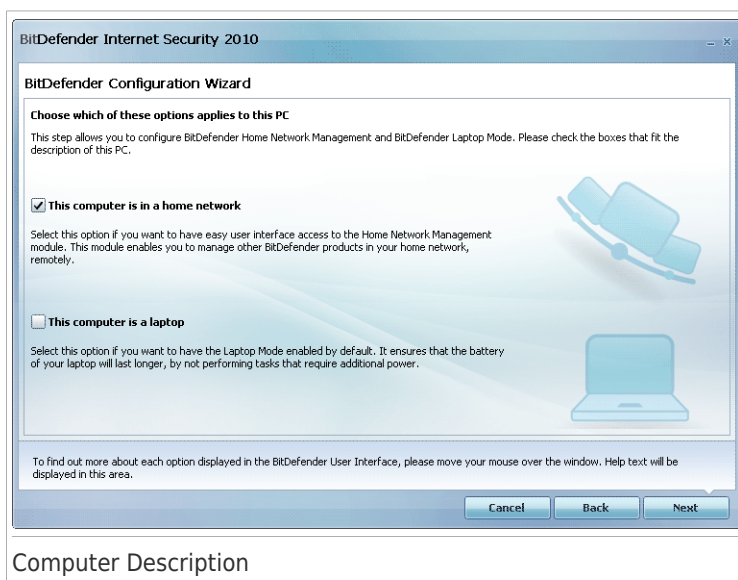 BitDefender Internet Security 2010
BitDefender Configuration Wizard
Choose which of these options applies to this PC
This step allows you to configure BitDefender Home Network Management and BitDefender Laptop Mode. Please check the boxes that fit the
description of this PC.
This computer is in a home network
Select this option if you want to have easy user interface access to the Home Network Management
module. This module enables you to manage other BitDefender products in your home network,
remotely.
This computer is a laptop
Select this option if you want to have the Laptop Mode enabled by default. It ensures that the battery
of your laptop will last longer, by not performing tasks that require additional power.
To find out more about each option displayed in the BitDefender User Interface, please move your mouse over the window. Help text will be
displayed in this area.
Cancel Back Next
Computer Description